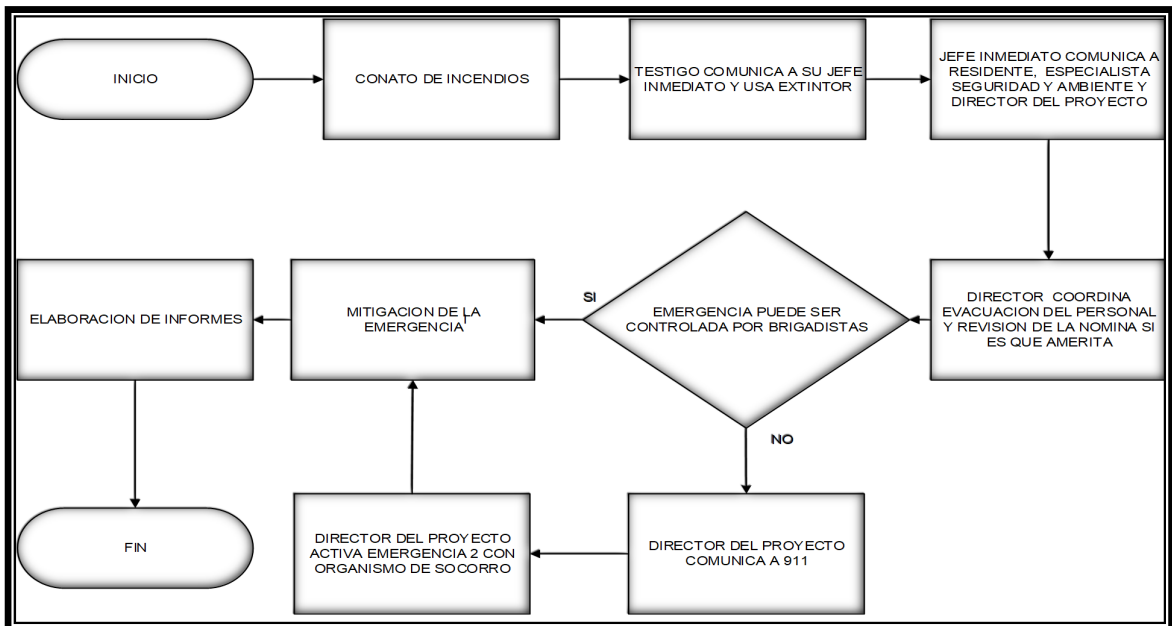 INICIO
CONATO DE INCENDIOS
TESTIGO COMUNICA A SU JEFE
INMEDIATO Y USA EXTINTOR
JEFE INMEDIATO COMUNICA A
RESIDENTE, ESPECIALISTA
SEGURIDAD Y AMBIENTE Y
DIRECTOR DEL PROYECTO
DIRECTOR COORDINA
EVACUACION DEL PERSONAL
Y REVISION DE LA NOMINA SI
ES QUE AMERITA
EMERGENCIA PUEDE SER
CONTROLADA POR BRIGADISTAS
SI
MITIGACION DE LA
EMERGENCIA
ELABORACION DE INFORMES
NO
DIRECTOR DEL PROYECTO
COMUNICA A 911
DIRECTOR DEL PROYECTO
ACTIVA EMERGENCIA 2 CON
ORGANISMO DE SOCORRO
FIN